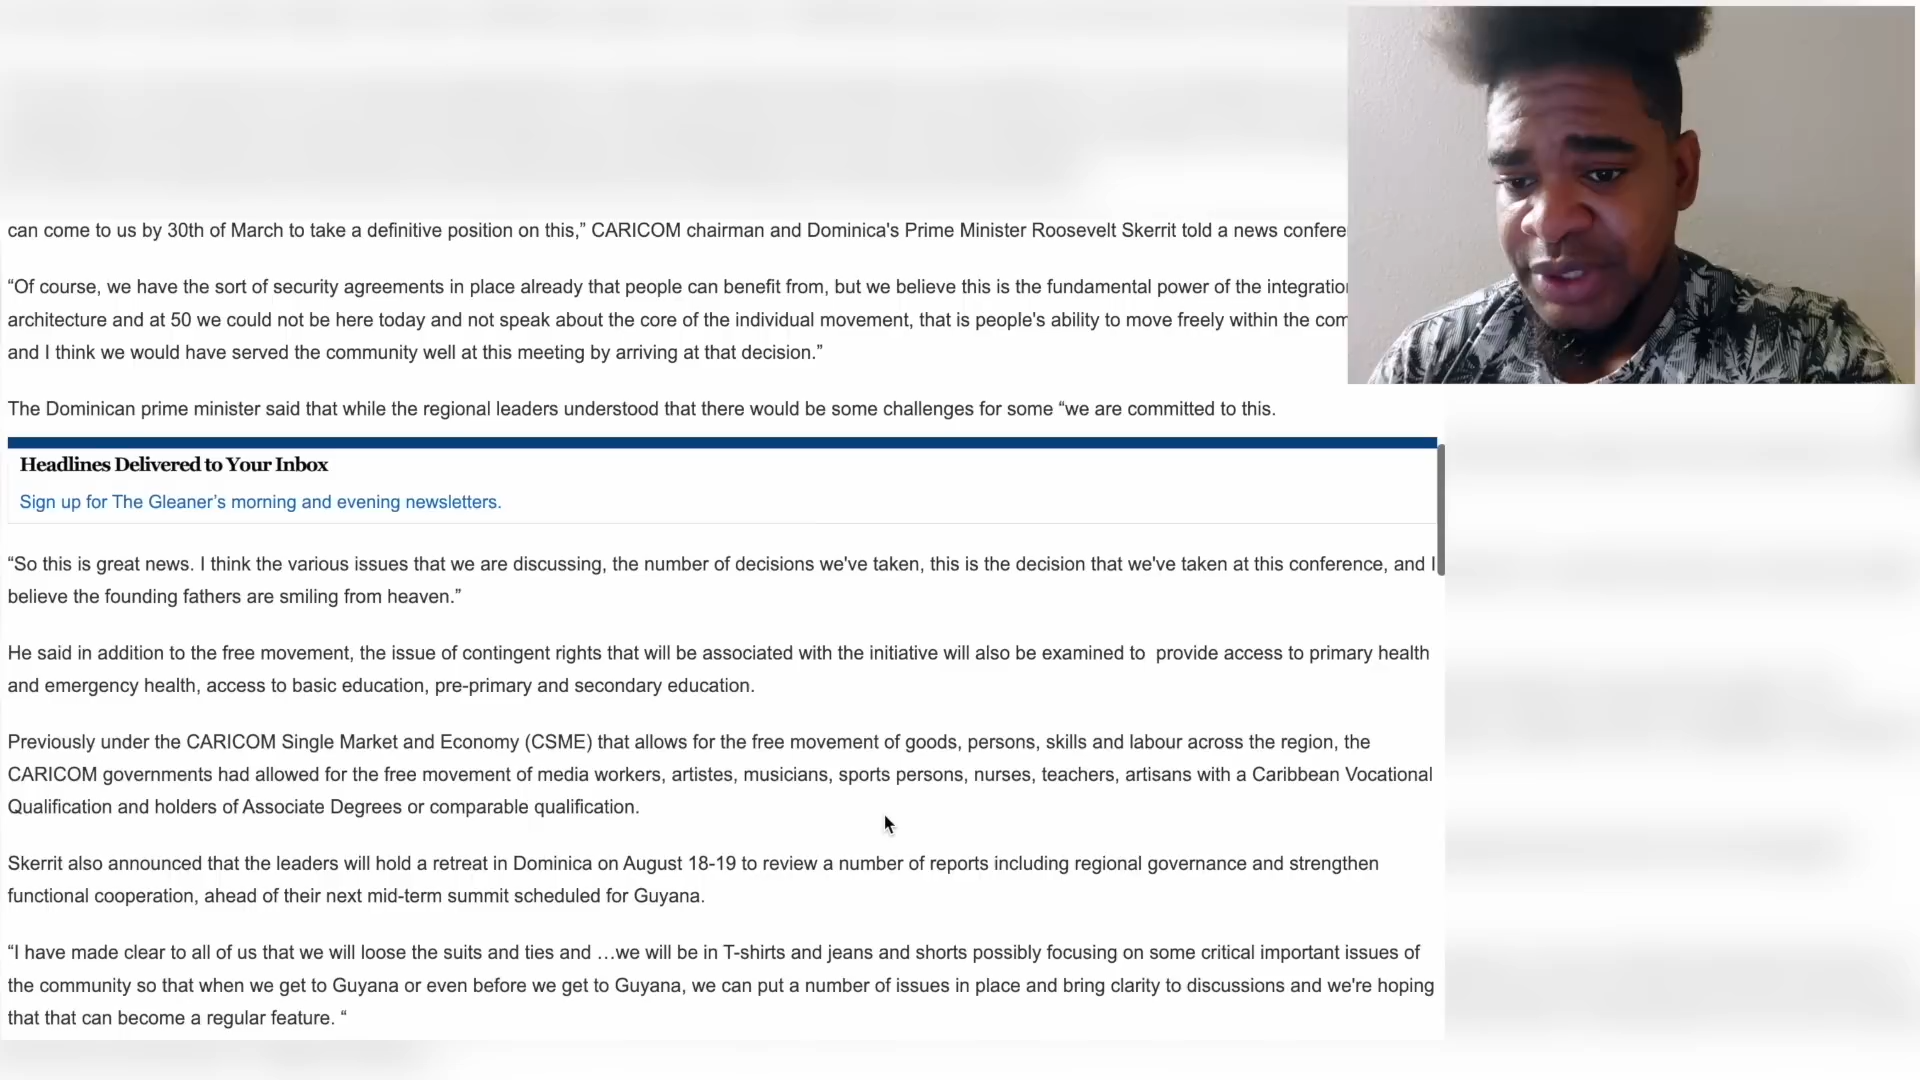 can come to us by 30th of March to take a definitive position on this,” CARICOM chairman and Dominica's Prime Minister Roosevelt Skerrit told a news
“Of course, we have the sort of security agreements in place already that people can benefit from, but we believe this is the fundamental power of the
architecture and at 50 we could not be here today and not speak about the core of the individual movement, that is people's ability to move freely within the
and I think we would have served the community well at this meeting by arriving at that decision.”
The Dominican prime minister said that while the regional leaders understood that there would be some challenges for some “we are committed to this.
Headlines Delivered to Your Inbox
Sign up for The Gleaner’s morning and evening newsletters.
“So this is great news. I think the various issues that we are discussing, the number of decisions we've taken, this is the decision that we've taken at this conference, and I
believe the founding fathers are smiling from heaven.”
He said in addition to the free movement, the issue of contingent rights that will be associated with the initiative will also be examined to provide access to primary health
and emergency health, access to basic education, pre-primary and secondary education.
Previously under the CARICOM Single Market and Economy (CSME) that allows for the free movement of goods, persons, skills and labour across the region, the
CARICOM governments had allowed for the free movement of media workers, artistes, musicians, sports persons, nurses, teachers, artisans with a Caribbean Vocational
Qualification and holders of Associate Degrees or comparable qualification.
Skerrit also announced that the leaders will hold a retreat in Dominica on August 18-19 to review a number of reports including regional governance and strengthen
functional cooperation, ahead of their next mid-term summit scheduled for Guyana.
“I have made clear to all of us that we will loose the suits and ties and …we will be in T-shirts and jeans and shorts possibly focusing on some critical important issues of
the community so that when we get to Guyana or even before we get to Guyana, we can put a number of issues in place and bring clarity to discussions and we're hoping
that that can become a regular feature. “